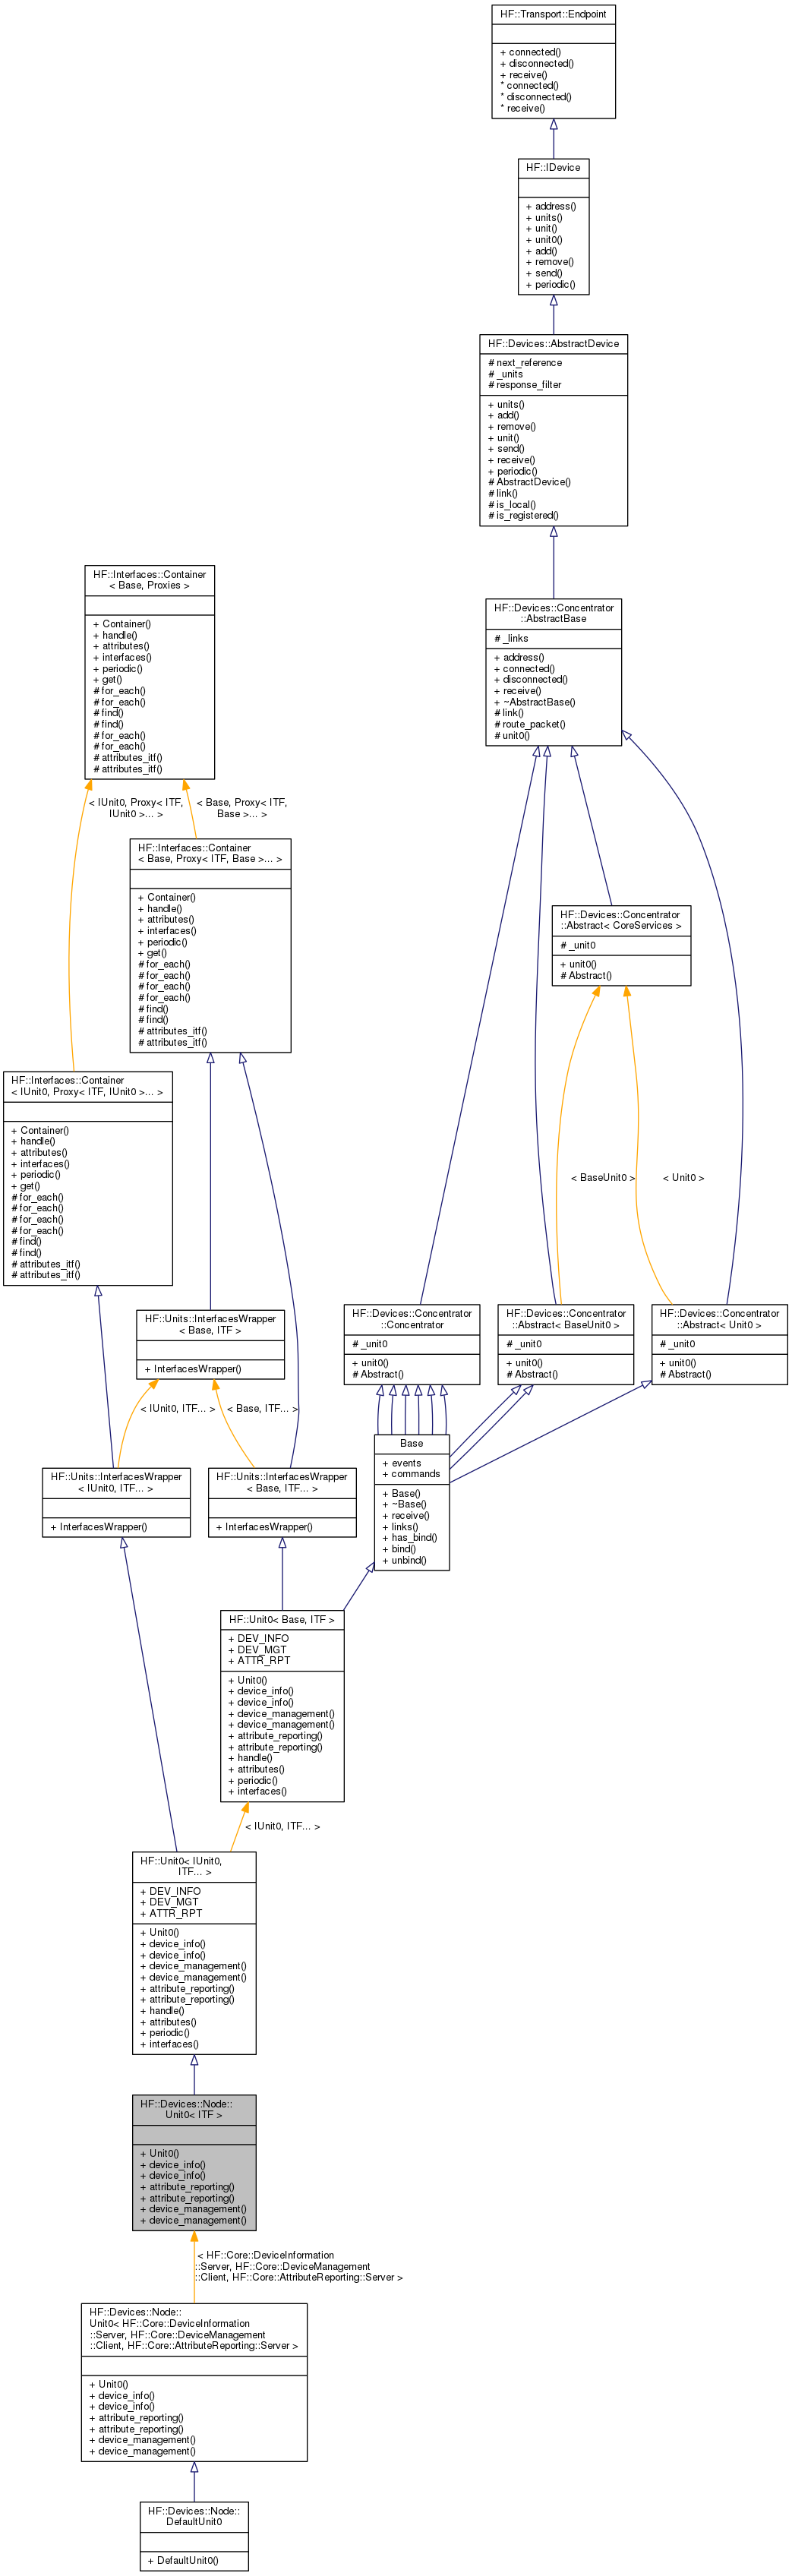 HF::Transport::Endpoint
+ connected()
+ disconnected()
+ receive()
* connected()
* disconnected()
* receive()
HF::IDevice
+ address()
+ units()
+ unit()
+ unit0()
+ add()
+ remove()
+ send()
+ periodic()
HF::Devices::AbstractDevice
# next_reference
# _units
# response_filter
+ units()
+ add()
+ remove()
+ unit()
+ send()
+ receive()
+ periodic()
# AbstractDevice()
# link()
# is_local()
# is_registered()
HF::Devices::Concentrator
::AbstractBase
# _links
+ address()
+ connected()
+ disconnected()
+ receive()
+ ~AbstractBase()
# link()
# route_packet()
# unit0()
HF::Interfaces::Container
< Base, Proxies >
+ Container()
+ handle()
+ attributes()
+ interfaces()
+ periodic()
+ get()
# for_each()
# for_each()
# find()
# find()
# for_each()
# for_each()
# attributes_itf()
# attributes_itf()
< IUnit0, Proxy< ITF,
IUnit0 >... >
< Base, Proxy< ITF,
Base >... >
HF::Interfaces::Container
< Base, Proxy< ITF, Base >... >
+ Container()
+ handle()
+ attributes()
+ interfaces()
+ periodic()
+ get()
# for_each()
# for_each()
# for_each()
# for_each()
# find()
# find()
# attributes_itf()
# attributes_itf()
HF::Devices::Concentrator
::Abstract< CoreServices >
# _unit0
+ unit0()
# Abstract()
HF::Interfaces::Container
< IUnit0, Proxy< ITF, IUnit0 >... >
+ Container()
+ handle()
+ attributes()
+ interfaces()
+ periodic()
+ get()
# for_each()
# for_each()
# for_each()
# for_each()
# find()
# find()
# attributes_itf()
# attributes_itf()
< BaseUnit0 >
< Unit0 >
HF::Units::InterfacesWrapper
< Base, ITF >
+ InterfacesWrapper()
HF::Devices::Concentrator
::Concentrator
# _unit0
+ unit0()
# Abstract()
HF::Devices::Concentrator
::Abstract< BaseUnit0 >
# _unit0
+ unit0()
# Abstract()
HF::Devices::Concentrator
::Abstract< Unit0 >
# _unit0
+ unit0()
# Abstract()
< IUnit0, ITF... >
< Base, ITF... >
HF::Units::InterfacesWrapper
< IUnit0, ITF... >
+ InterfacesWrapper()
HF::Units::InterfacesWrapper
< Base, ITF... >
+ InterfacesWrapper()
Base
+ events
+ commands
+ Base()
+ ~Base()
+ receive()
+ links()
+ has_bind()
+ bind()
+ unbind()
HF::Unit0< Base, ITF >
+ DEV_INFO
+ DEV_MGT
+ ATTR_RPT
+ Unit0()
+ device_info()
+ device_info()
+ device_management()
+ device_management()
+ attribute_reporting()
+ attribute_reporting()
+ handle()
+ attributes()
+ periodic()
+ interfaces()
< IUnit0, ITF... >
HF::Unit0< IUnit0,
ITF... >
+ DEV_INFO
+ DEV_MGT
+ ATTR_RPT
+ Unit0()
+ device_info()
+ device_info()
+ device_management()
+ device_management()
+ attribute_reporting()
+ attribute_reporting()
+ handle()
+ attributes()
+ periodic()
+ interfaces()
HF::Devices::Node::
Unit0< ITF >
+ Unit0()
+ device_info()
+ device_info()
+ attribute_reporting()
+ attribute_reporting()
+ device_management()
+ device_management()
< HF::Core::DeviceInformation
::Server, HF::Core::DeviceManagement
::Client, HF::Core::AttributeReporting::Server >
HF::Devices::Node::
Unit0< HF::Core::DeviceInformation
::Server, HF::Core::DeviceManagement
::Client, HF::Core::AttributeReporting::Server >
+ Unit0()
+ device_info()
+ device_info()
+ attribute_reporting()
+ attribute_reporting()
+ device_management()
+ device_management()
HF::Devices::Node::
DefaultUnit0
+ DefaultUnit0()